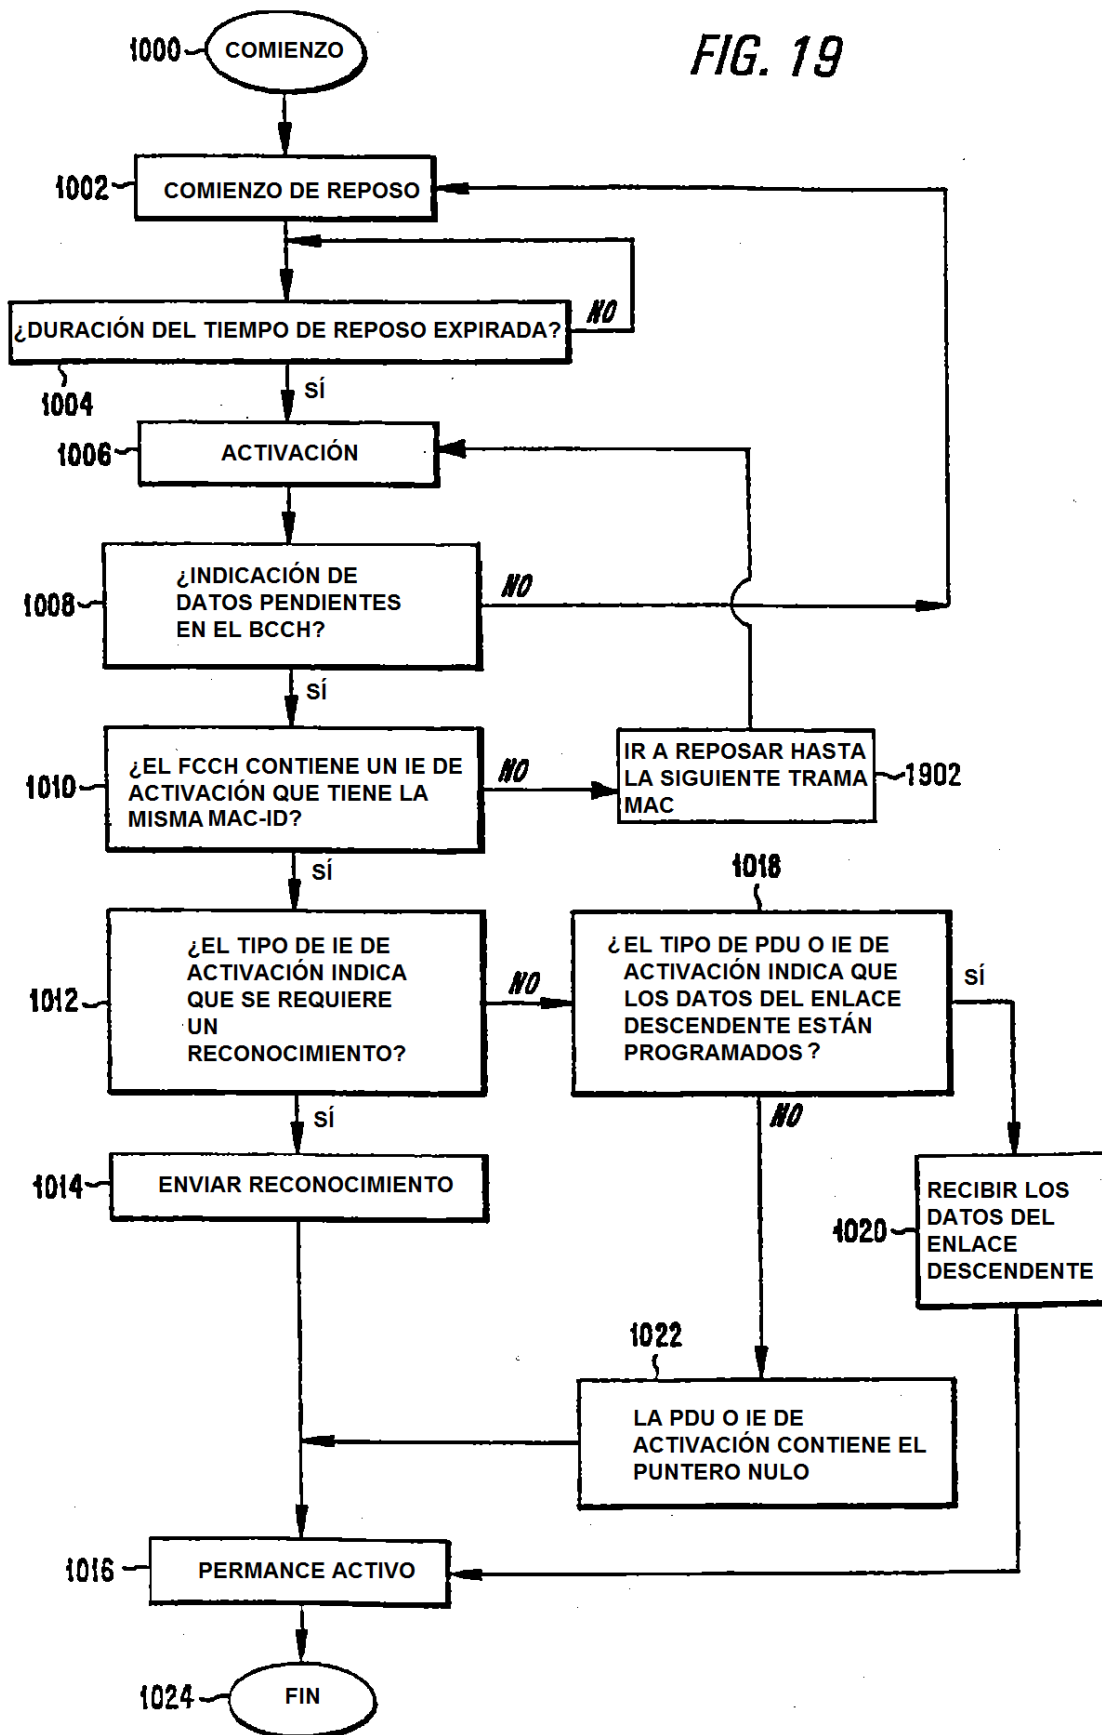 1000
COMIENZO
FIG. 19
1002
COMIENZO DE REPOSO
¿DURACIÓN DEL TIEMPO DE REPOSO EXPIRADA?
NO
1004
SÍ
1006
ACTIVACIÓN
1008
¿INDICACIÓN DE
DATOS PENDIENTES
EN EL BCCH?
NO
SÍ
1010
¿EL FCCH CONTIENE UN IE DE
ACTIVACIÓN QUE TIENE LA
MISMA MAC-ID?
NO
IR A REPOSAR HASTA
LA SIGUIENTE TRAMA
MAC
1902
SÍ
1018
1012
¿EL TIPO DE IE DE
ACTIVACIÓN INDICA
QUE SE REQUIERE
UN
RECONOCIMIENTO?
NO
¿EL TIPO DE PDU O IE DE
ACTIVACIÓN INDICA QUE
LOS DATOS DEL ENLACE
DESCENDENTE ESTÁN
PROGRAMADOS ?
SÍ
SÍ
NO
1014
ENVIAR RECONOCIMIENTO
1020
RECIBIR LOS
DATOS DEL
ENLACE
DESCENDENTE
1022
LA PDU O IE DE
ACTIVACIÓN CONTIENE EL
PUNTERO NULO
1016
PERMANCE ACTIVO
1024
FIN